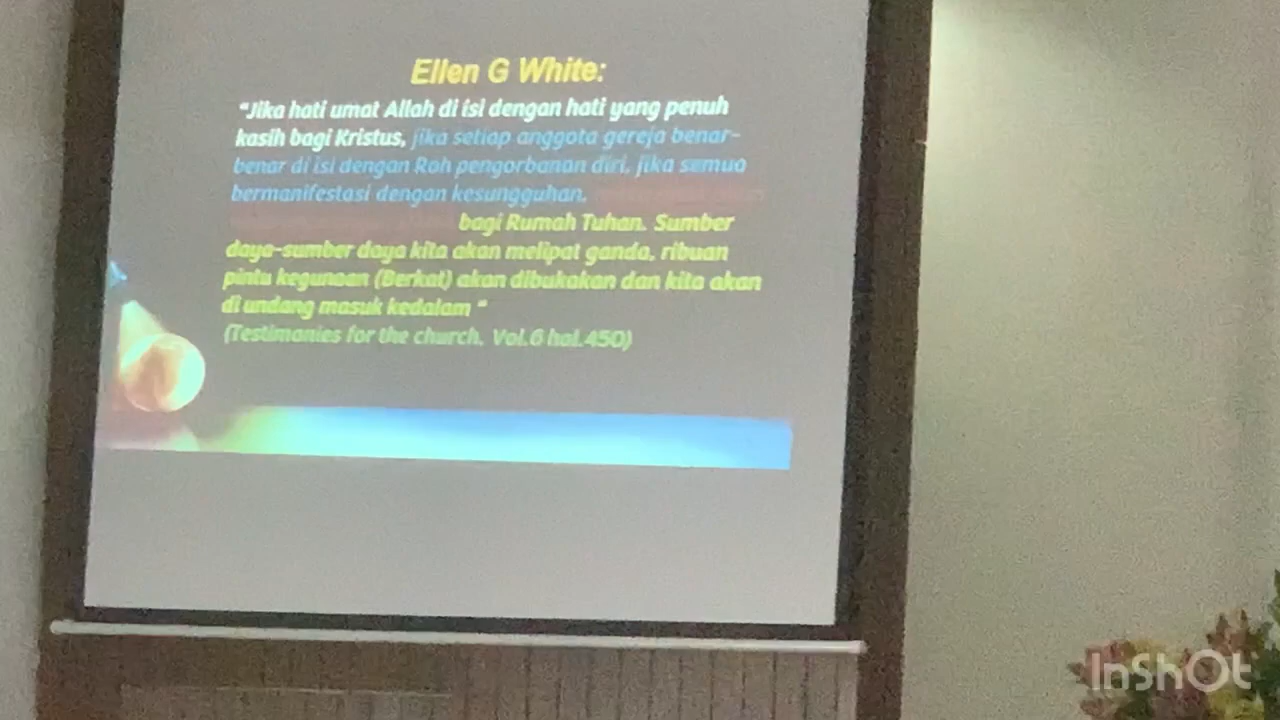 Ellen G White:
"Jika hati umat Allah di isi dengan hati yang penuh
kasih bagi Kristus, jika setiap anggota gereja benar-
benar di isi dengan Roh pengorbanan diri, jika semua
bermanifestasi dengan kesungguhan,
bagi Rumah Tuhan. Sumber
daya-sumber daya kita akan melipat ganda, ribuan
pintu kegunaan (Berkat) akan dibukakan dan kita akan
di undang masuk kedalam "
(Testimonies for the church, Vol.6 hal.450)
InShOt